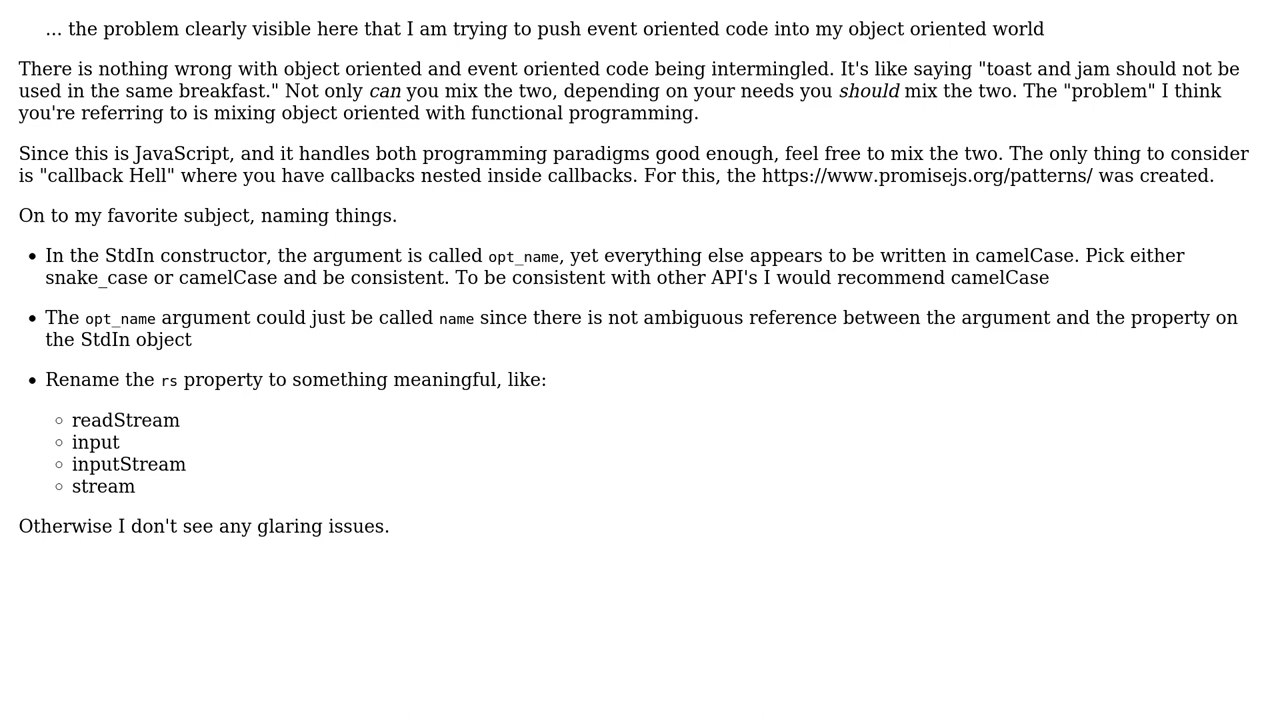 ... the problem clearly visible here that I am trying to push event oriented code into my object oriented world
There is nothing wrong with object oriented and event oriented code being intermingled. It's like saying "toast and jam should not be
used in the same breakfast." Not only can you mix the two, depending on your needs you should mix the two. The "problem" I think
you're referring to is mixing object oriented with functional programming.
Since this is JavaScript, and it handles both programming paradigms good enough, feel free to mix the two. The only thing to consider
is "callback Hell" where you have callbacks nested inside callbacks. For this, the https://www.promisejs.org/patterns/ was created.
On to my favorite subject, naming things.
• In the StdIn constructor, the argument is called opt_name, yet everything else appears to be written in camelCase. Pick either
snake_case or camelCase and be consistent. To be consistent with other API's I would recommend camelCase
• The opt_name argument could just be called name since there is not ambiguous reference between the argument and the property on
the StdIn object
• Rename the rs property to something meaningful, like:
◦ readStream
◦ input
◦ inputStream
◦ stream
Otherwise I don't see any glaring issues.